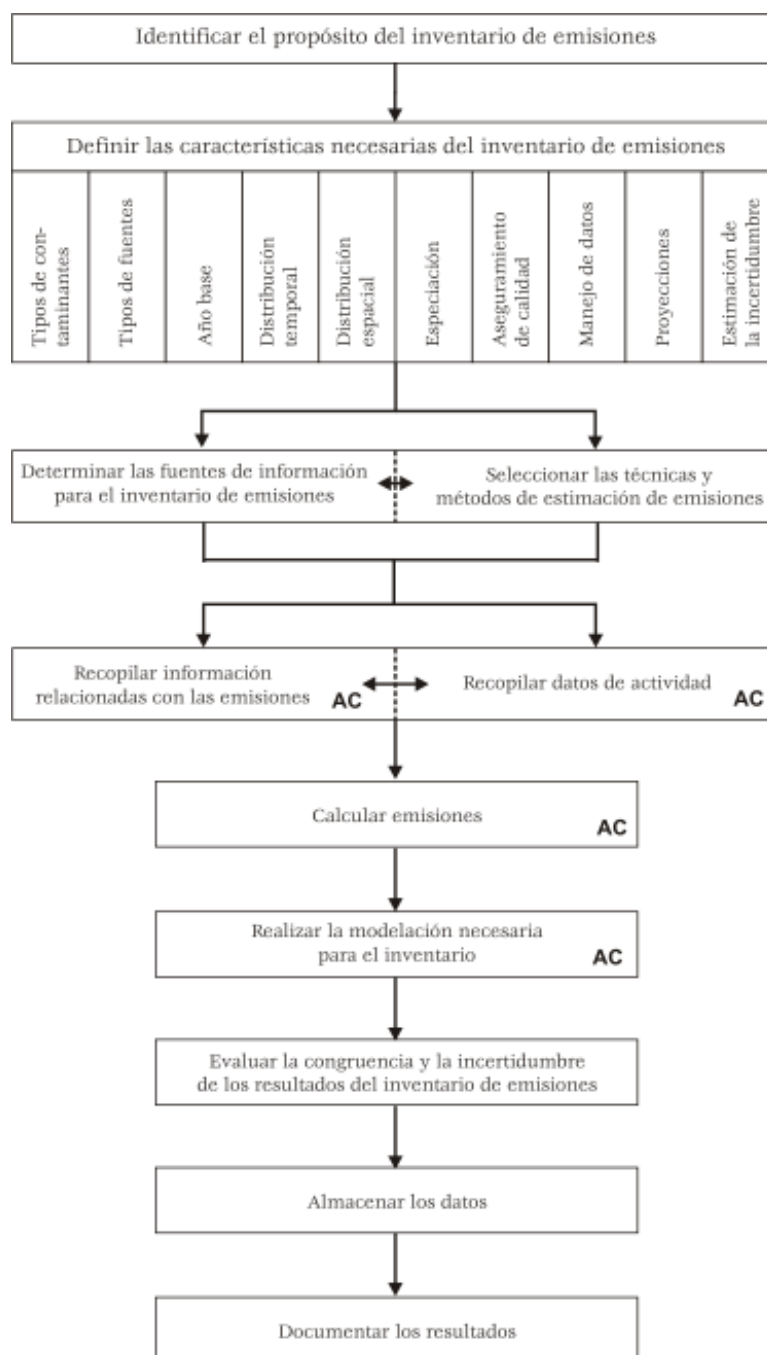 Identificar el propósito del inventario de emisiones
Definir las características necesarias del inventario de emisiones
Tipos de con-
taminantes
Tipos de fuentes
Año base
Distribución
temporal
Distribución
espacial
Especiación
Aseguramiento
de calidad
Manejo de datos
Proyecciones
Estimación de
la incertidumbre
Determinar las fuentes de información
para el inventario de emisiones
Seleccionar las técnicas y
métodos de estimación de emisiones
Recopilar información
relacionadas con las emisiones
AC
Recopilar datos de actividad
AC
Calcular emisiones
AC
Realizar la modelación necesaria
para el inventario
AC
Evaluar la congruencia y la incertidumbre
de los resultados del inventario de emisiones
Almacenar los datos
Documentar los resultados